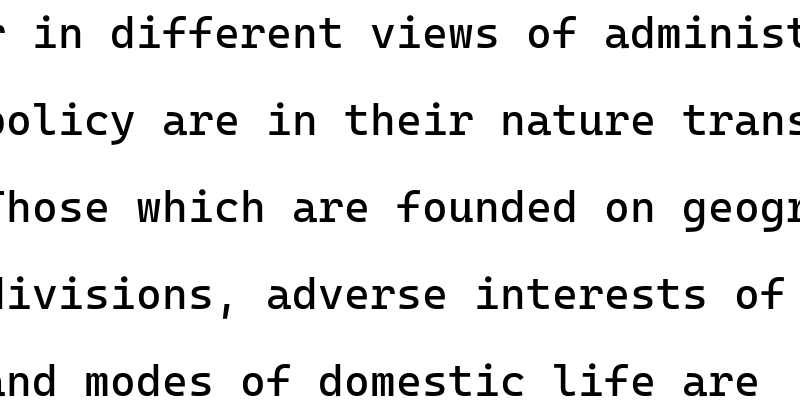 r in different views of administ
policy are in their nature trans
Those which are founded on geogr
divisions, adverse interests of
and modes of domestic life are